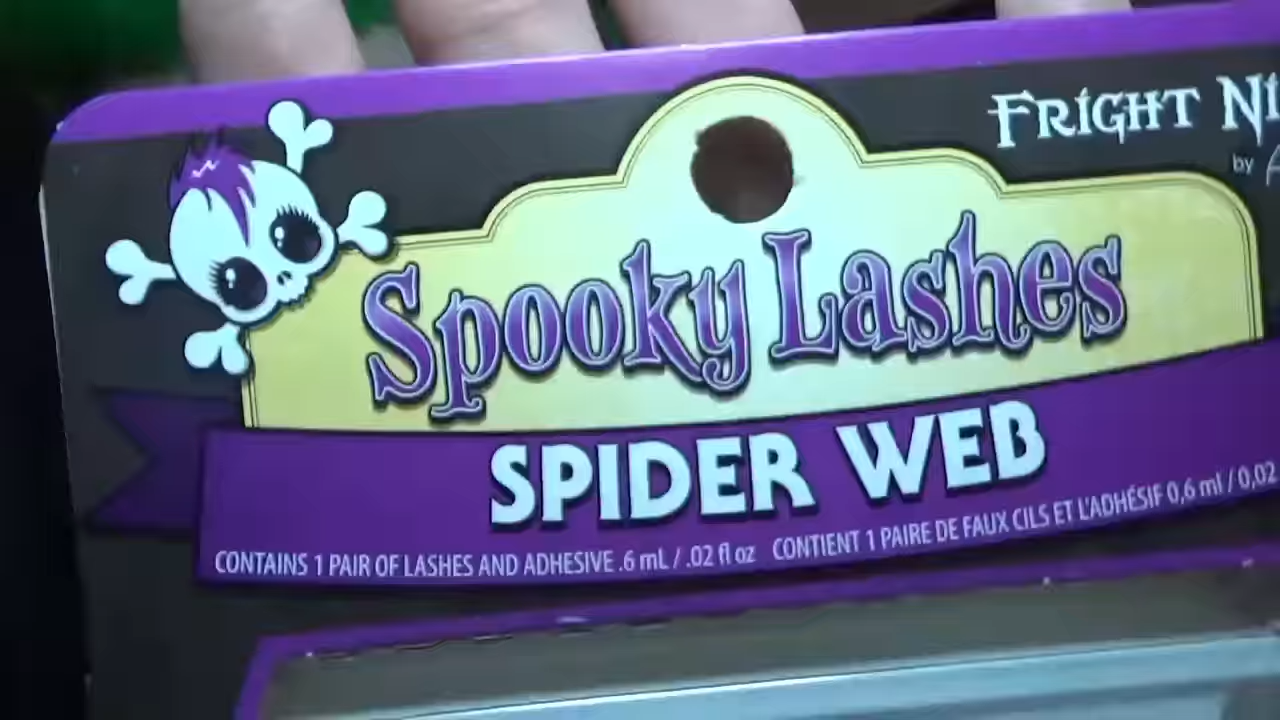 FRIGHT
by
Spooky Lashes
SPIDER WEB
CONTAINS 1 PAIR OF LASHES AND ADHESIVE .6 mL / .02 fl oz CONTIENT 1 PAIRE DE FAUX CILS ET L'ADHÉSIF 0,6 ml / 0,02